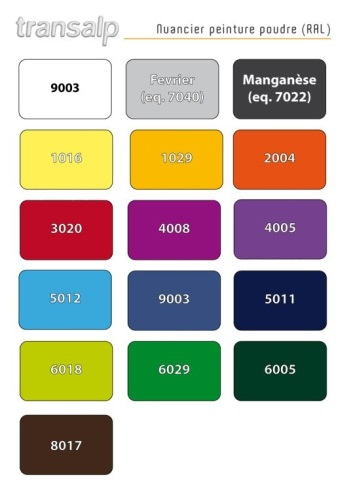 transalp
Nuancier peinture poudre (RAL)
9003
Fevrier
(eq. 7040)
Manganèse
(eq. 7022)
1016
1029
2004
3020
4008
4005
5012
9003
5011
6018
6029
6005
8017